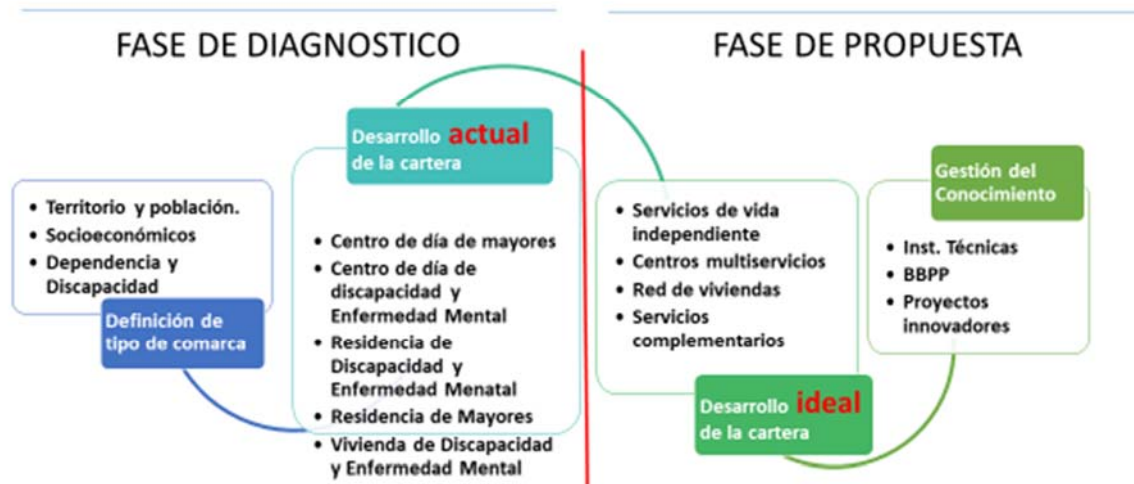 FASE DE DIAGNOSTICO
• Territorio y población.
• Socioeconómicos
• Dependencia y
Discapacidad
Definición de
tipo de comarca
Desarrollo actual
de la cartera
• Centro de día de mayores
• Centro de día de
discapacidad y
Enfermedad Mental
• Residencia de
Discapacidad y
Enfermedad Menatal
• Residencia de Mayores
• Vivienda de Discapacidad
y Enfermedad Mental
FASE DE PROPUESTA
• Servicios de vida
independiente
• Centros multiservicios
• Red de viviendas
• Servicios
complementarios
Desarrollo ideal
de la cartera
Gestión del
Conocimiento
• Inst. Técnicas
• BBPP
• Proyectos
innovadores